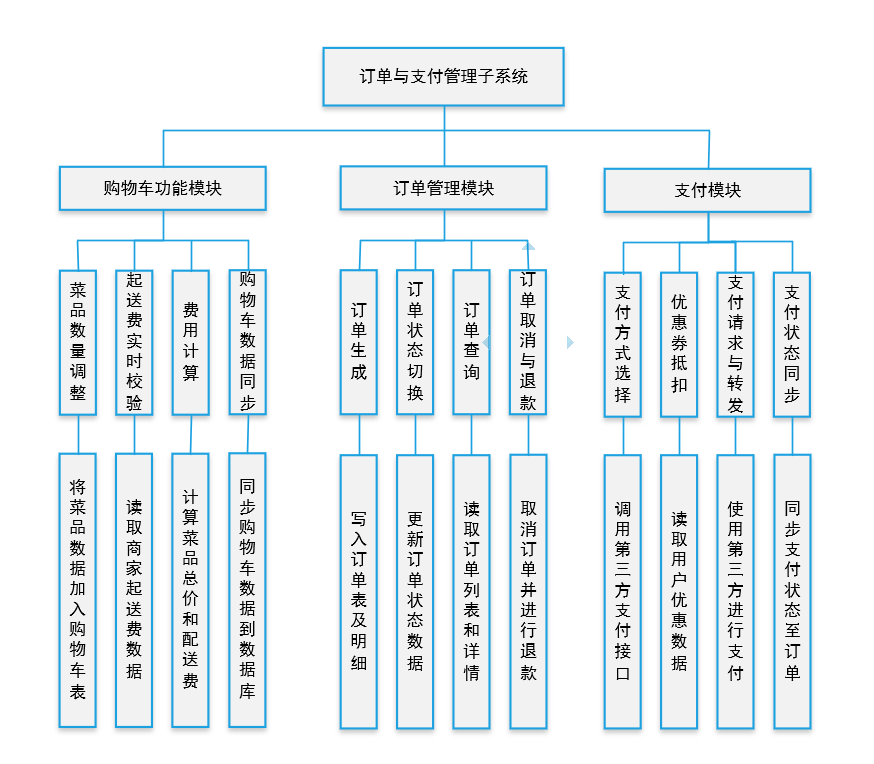 订单与支付管理子系统
购物车功能模块
订单管理模块
支付模块
菜品数量调整
起送费实时校验
费用计算
购物车数据同步
订单生成
订单状态切换
订单查询
订单取消与退款
支付方式选择
优惠券抵扣
支付请求与转发
支付状态同步
将菜品数据加入购物车表
读取商家起送费数据
计算菜品总价和配送费
同步购物车数据到数据库
写入订单表及明细
更新订单状态数据
读取订单列表和详情
取消订单并进行退款
调用第三方支付接口
读取用户优惠数据
使用第三方进行支付
同步支付状态至订单